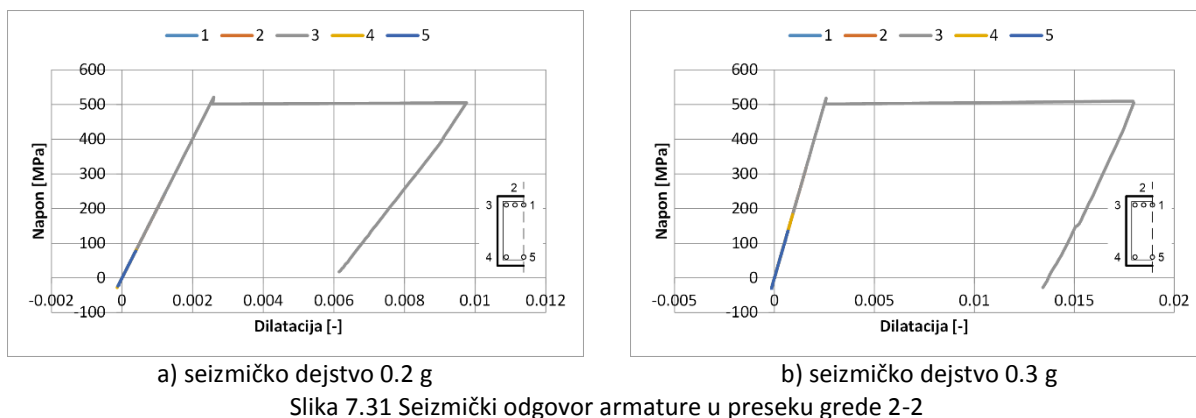 1 2 3 4 5
600
500
400
300
200
100
0
-100
Napon [MPa]
-0.002 0 0.002 0.004 0.006 0.008 0.01 0.012
Dilatacija [-]
2
3 1
4 5
a) seizmičko dejstvo 0.2 g
1 2 3 4 5
600
500
400
300
200
100
0
-100
Napon [MPa]
-0.005 0 0.005 0.01 0.015 0.02
Dilatacija [-]
2
3 1
4 5
b) seizmičko dejstvo 0.3 g
Slika 7.31 Seizmički odgovor armature u preseku grede 2-2